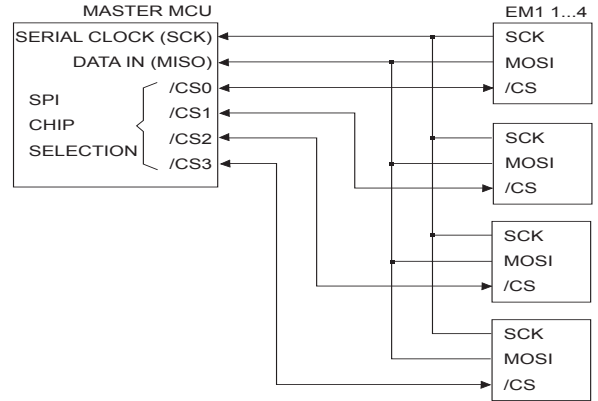 MASTER MCU
SERIAL CLOCK (SCK)
DATA IN (MISO)
/CS0
/CS1
/CS2
/CS3
SPI
CHIP
SELECTION
EM1 1...4
SCK
MOSI
/CS
SCK
MOSI
/CS
SCK
MOSI
/CS
SCK
MOSI
/CS